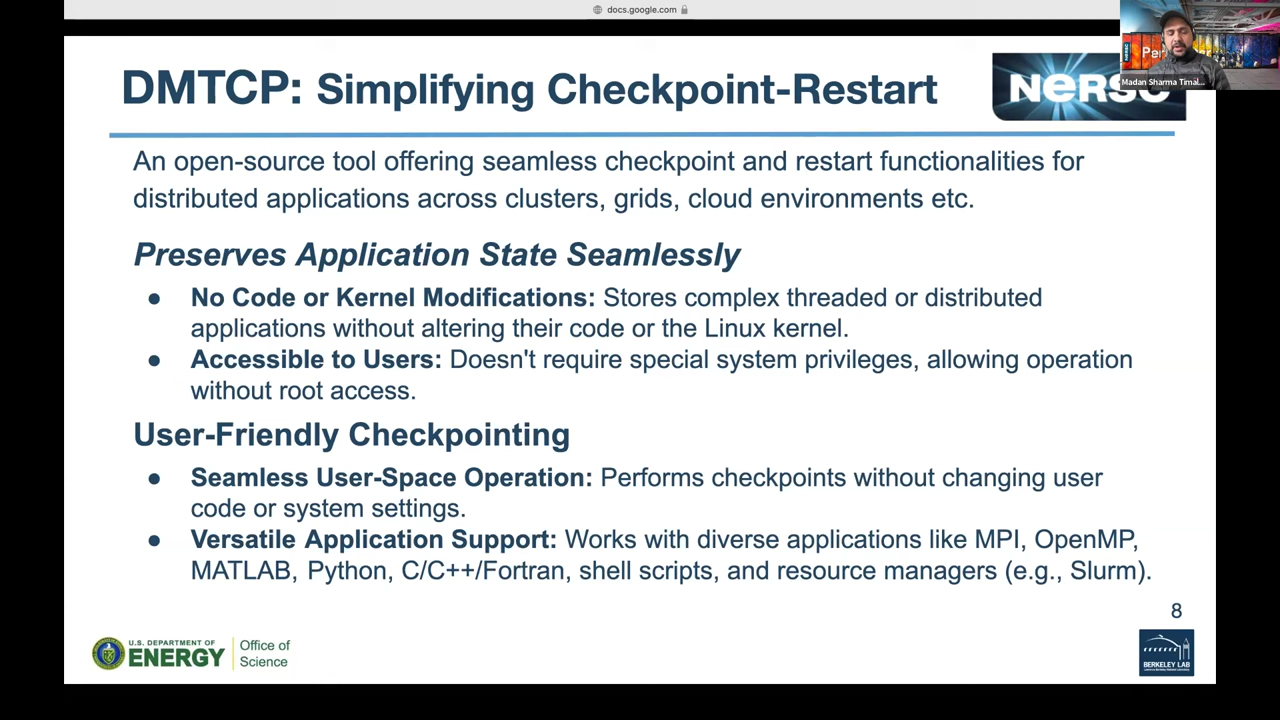 docs.google.com
DMTCP: Simplifying Checkpoint-Restart
NERSC
Madan Sharma Timal...
An open-source tool offering seamless checkpoint and restart functionalities for
distributed applications across clusters, grids, cloud environments etc.
Preserves Application State Seamlessly
● No Code or Kernel Modifications: Stores complex threaded or distributed
applications without altering their code or the Linux kernel.
● Accessible to Users: Doesn't require special system privileges, allowing operation
without root access.
User-Friendly Checkpointing
● Seamless User-Space Operation: Performs checkpoints without changing user
code or system settings.
● Versatile Application Support: Works with diverse applications like MPI, OpenMP,
MATLAB, Python, C/C++/Fortran, shell scripts, and resource managers (e.g., Slurm).
8
U.S. DEPARTMENT OF
ENERGY
Office of
Science
BERKELEY LAB